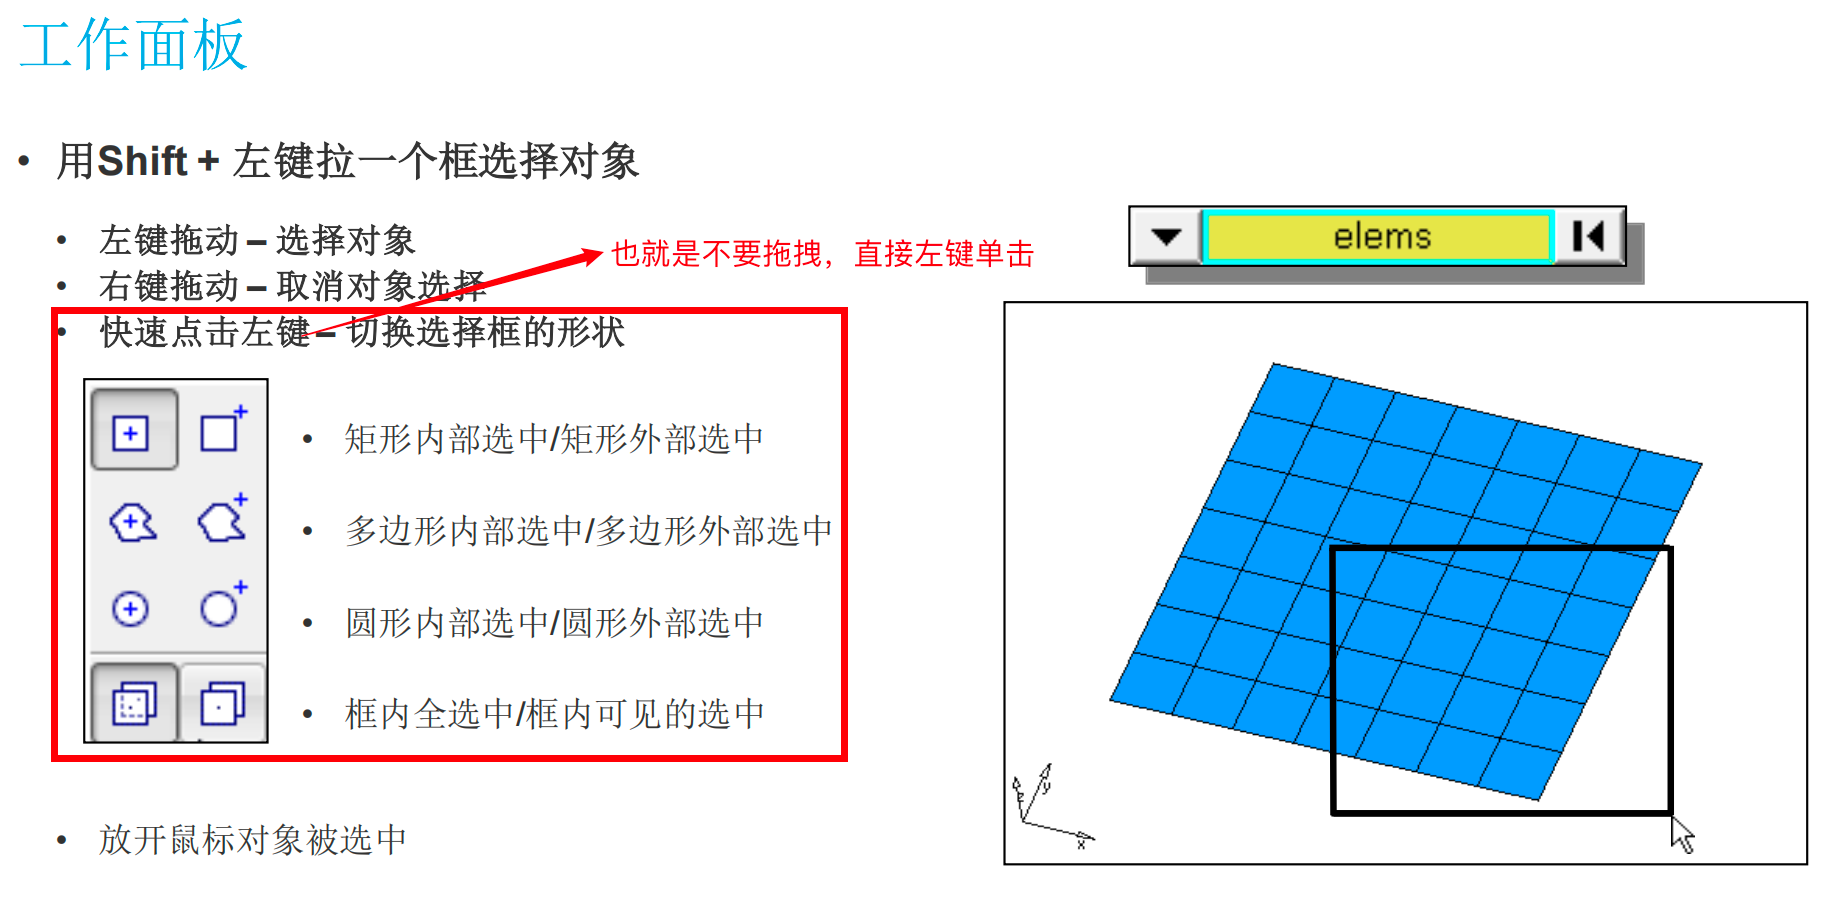 工作面板
• 用Shift + 左键拉一个框选择对象
• 左键拖动 – 选择对象
• 右键拖动 – 取消对象选择
• 快速点击左键 – 切换选择框的形状
也就是不要拖拽，直接左键单击
• 矩形内部选中/矩形外部选中
• 多边形内部选中/多边形外部选中
• 圆形内部选中/圆形外部选中
• 框内全选中/框内可见的选中
• 放开鼠标对象被选中
elems
z
y
x